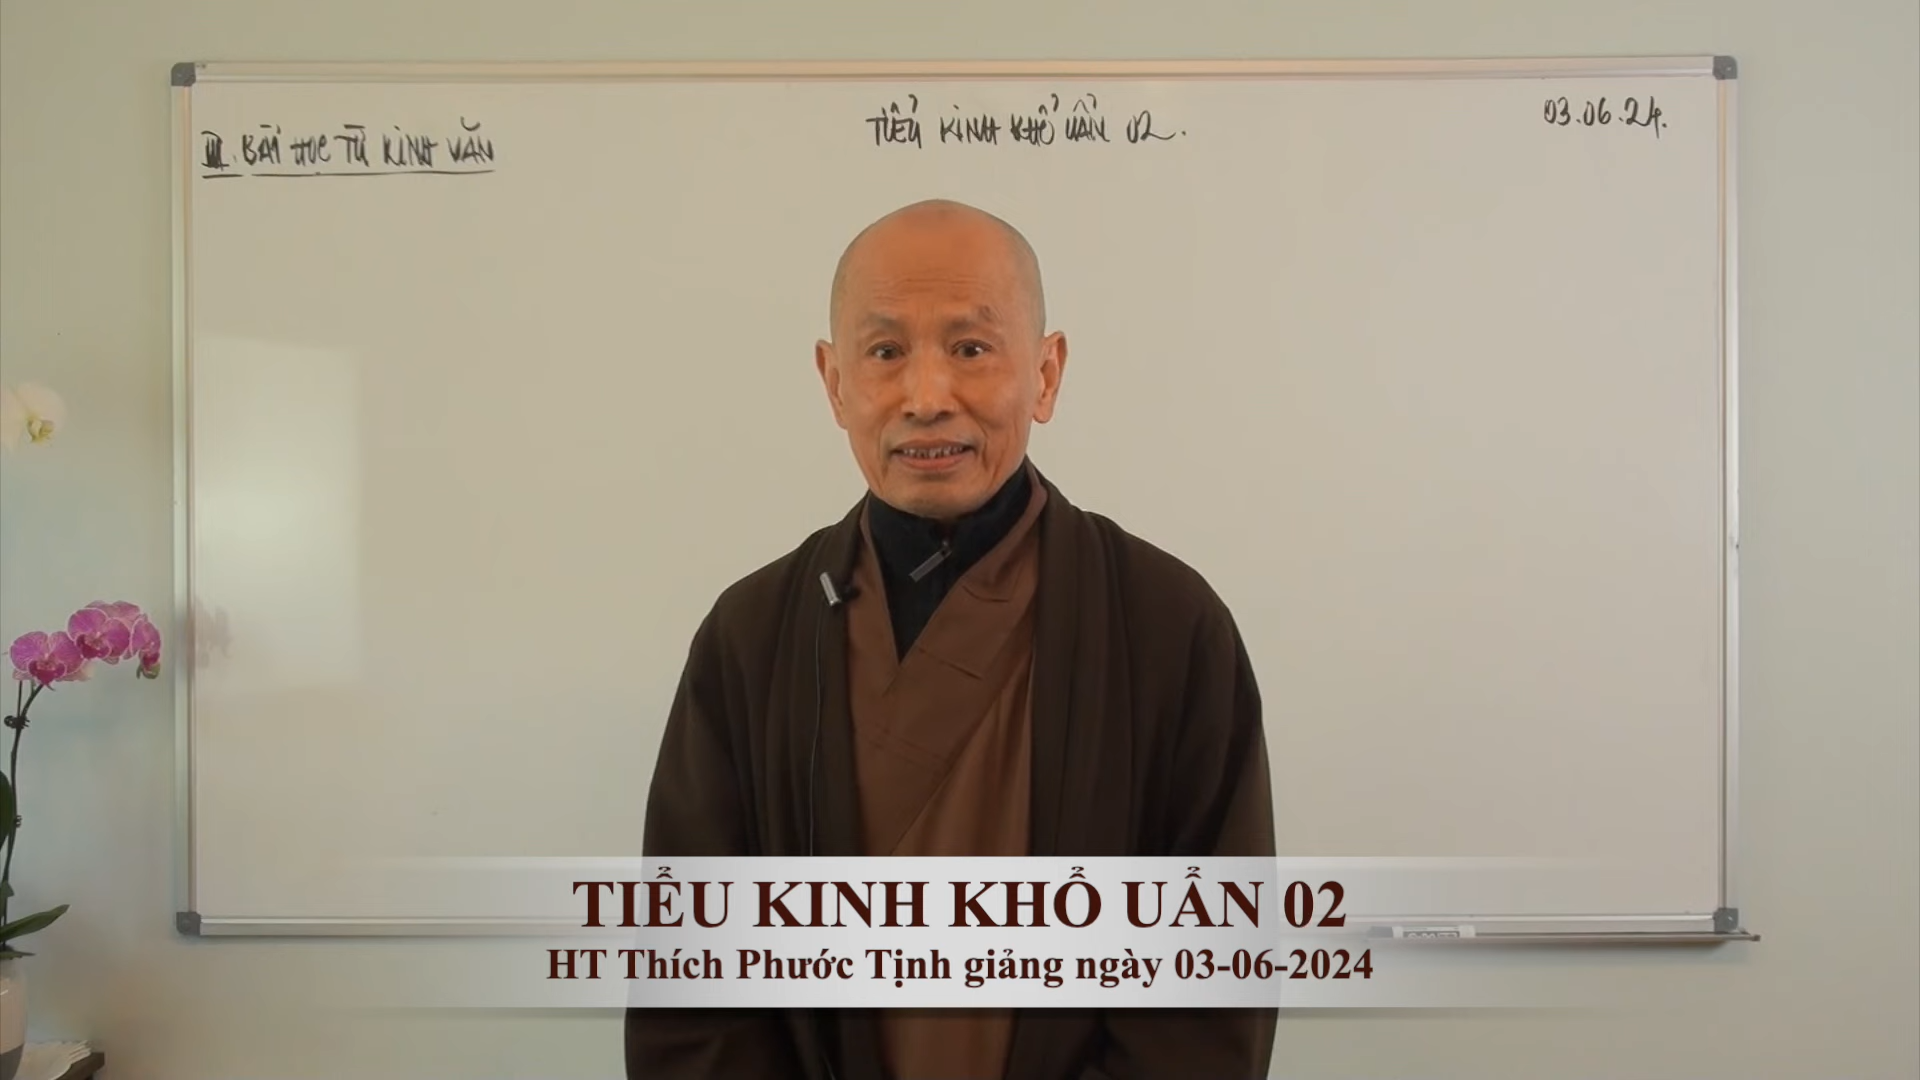 III. BÀI HỌC TỪ KINH VĂN
TIỂU KINH KHỔ UẨN 02.
03.06.24.
TIỂU KINH KHỔ UẨN 02
HT Thích Phước Tịnh giảng ngày 03-06-2024